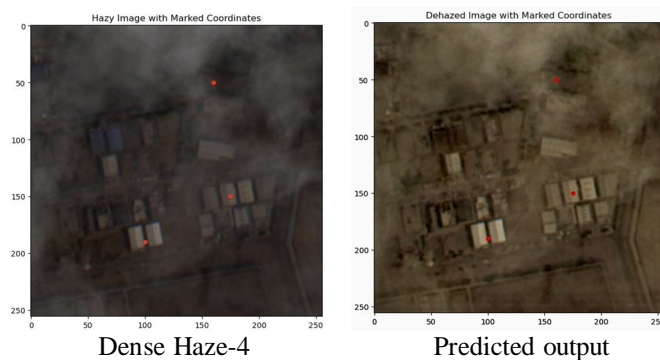 Hazy Image with Marked Coordinates
0
50
100
150
200
250
0 50 100 150 200 250
Dense Haze-4
Dehazed Image with Marked Coordinates
0
50
100
150
200
250
0 50 100 150 200 250
Predicted output